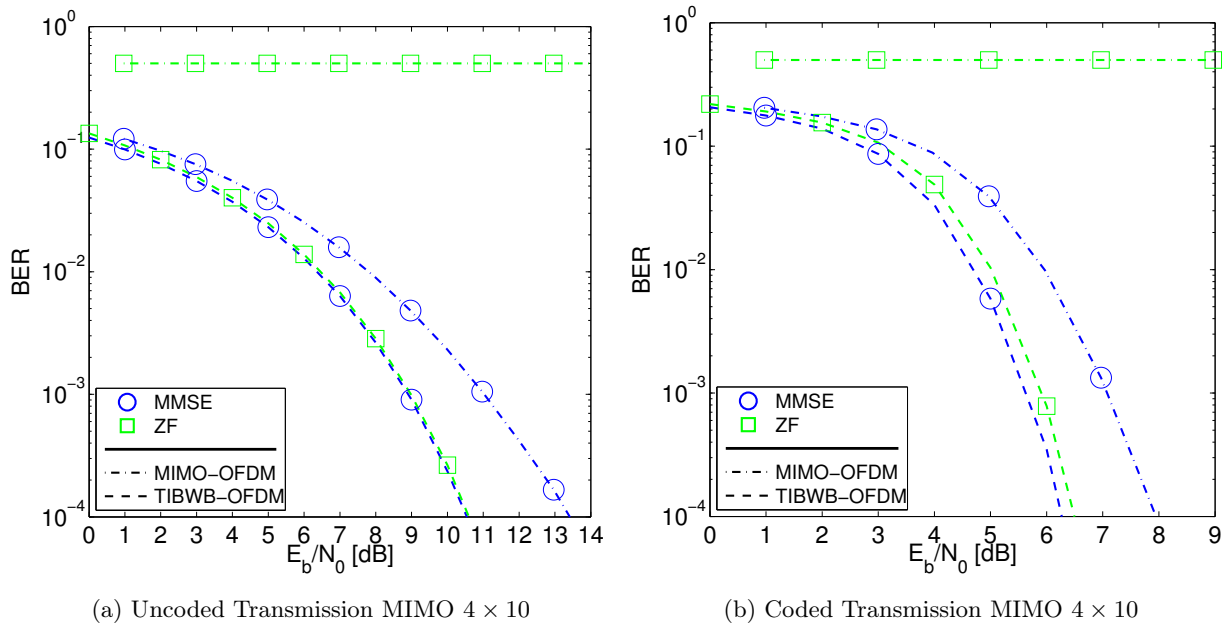 10^0
10^-1
10^-2
10^-3
10^-4
BER
0 1 2 3 4 5 6 7 8 9 10 11 12 13 14
E_b/N_0 [dB]
MMSE
ZF
MIMO-OFDM
TIBWB-OFDM
(a) Uncoded Transmission MIMO 4 × 10
10^0
10^-1
10^-2
10^-3
10^-4
BER
0 1 2 3 4 5 6 7 8 9
E_b/N_0 [dB]
MMSE
ZF
MIMO-OFDM
TIBWB-OFDM
(b) Coded Transmission MIMO 4 × 10